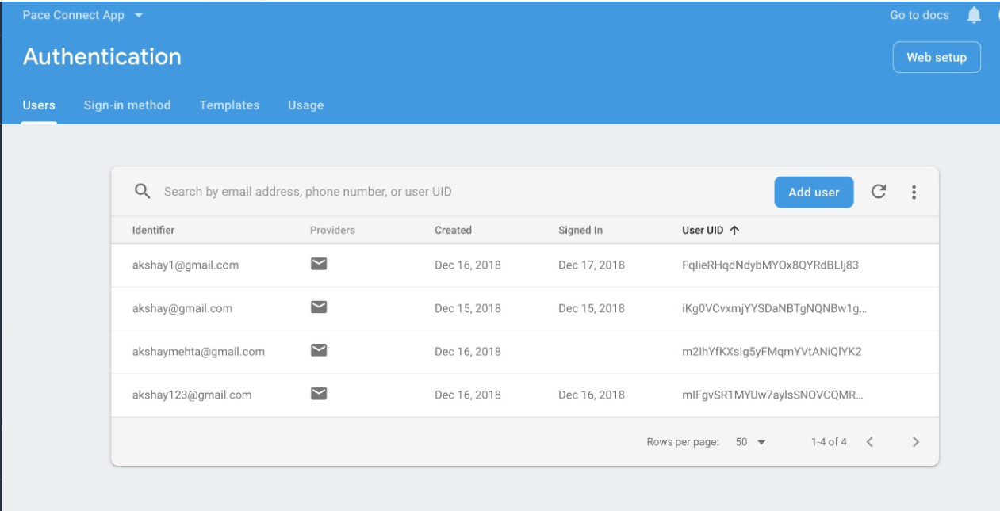 Pace Connect App Go to docs
Authentication Web setup
Users Sign-in method Templates Usage
Search by email address, phone number, or user UID Add user
Identifier Providers Created Signed In User UID
akshay1@gmail.com Dec 16, 2018 Dec 17, 2018 FqIieRHqdNdybMYOx8QYRdBLIj83
akshay@gmail.com Dec 15, 2018 Dec 15, 2018 iKg0VCvxmjYYSDaNBTgNQNBw1g...
akshaymehta@gmail.com Dec 16, 2018 m2IhYfKXsIg5yFMqmYVtANiQlYK2
akshay123@gmail.com Dec 16, 2018 Dec 16, 2018 mIFgvSR1MYUw7aylsSNOVCQMR...
Rows per page: 50 1-4 of 4